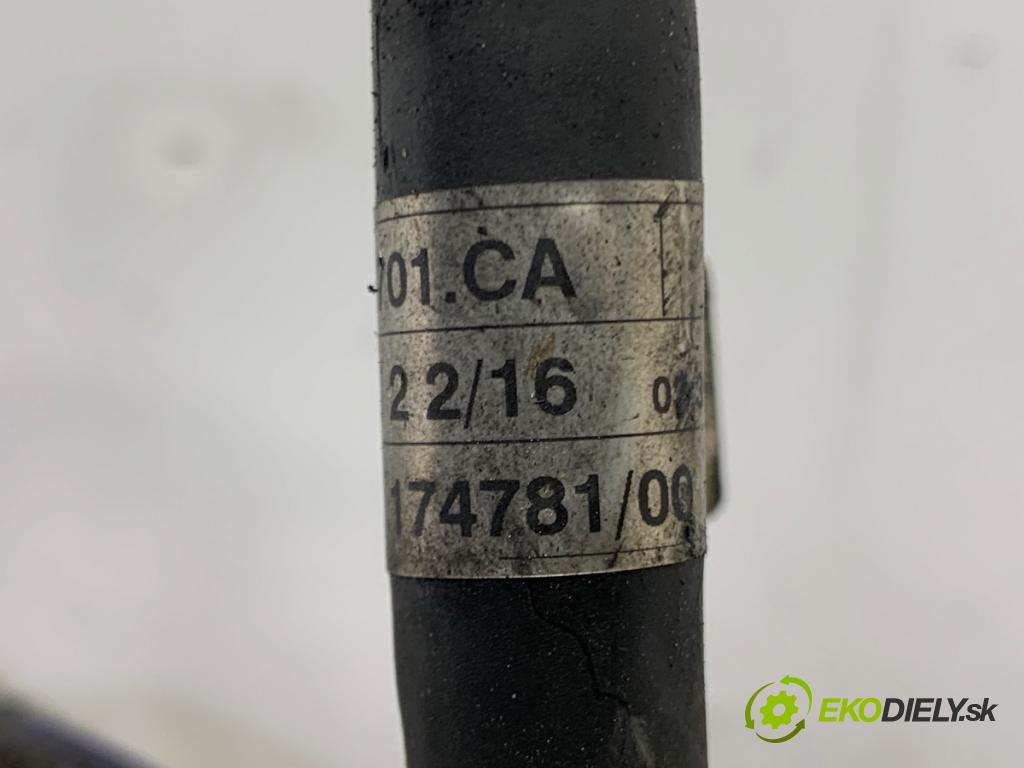 701.CA
2 2/16
174781/00
EKODIELY.sk